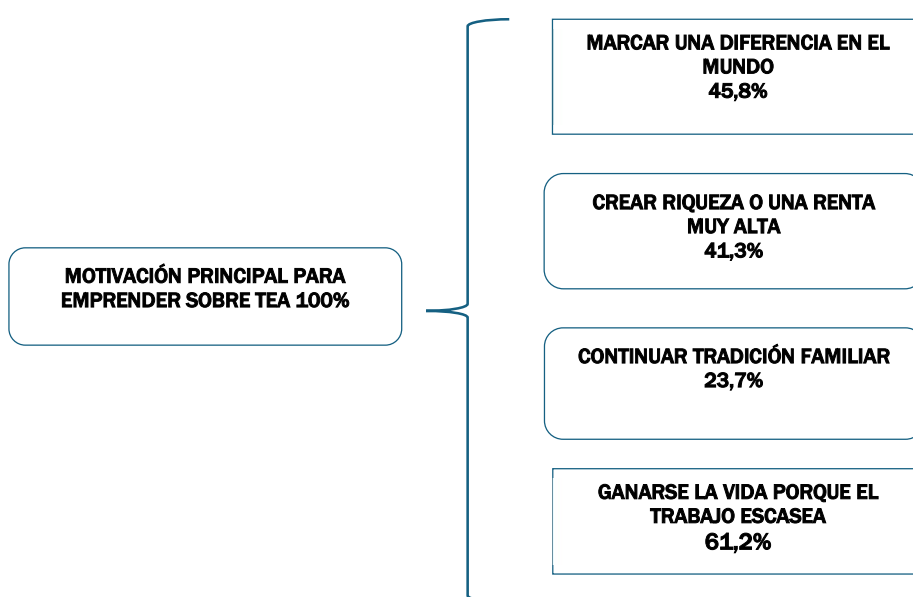 MARCAR UNA DIFERENCIA EN EL
MUNDO
45,8%
CREAR RIQUEZA O UNA RENTA
MUY ALTA
41,3%
MOTIVACIÓN PRINCIPAL PARA
EMPRENDER SOBRE TEA 100%
CONTINUAR TRADICIÓN FAMILIAR
23,7%
GANARSE LA VIDA PORQUE EL
TRABAJO ESCASEA
61,2%